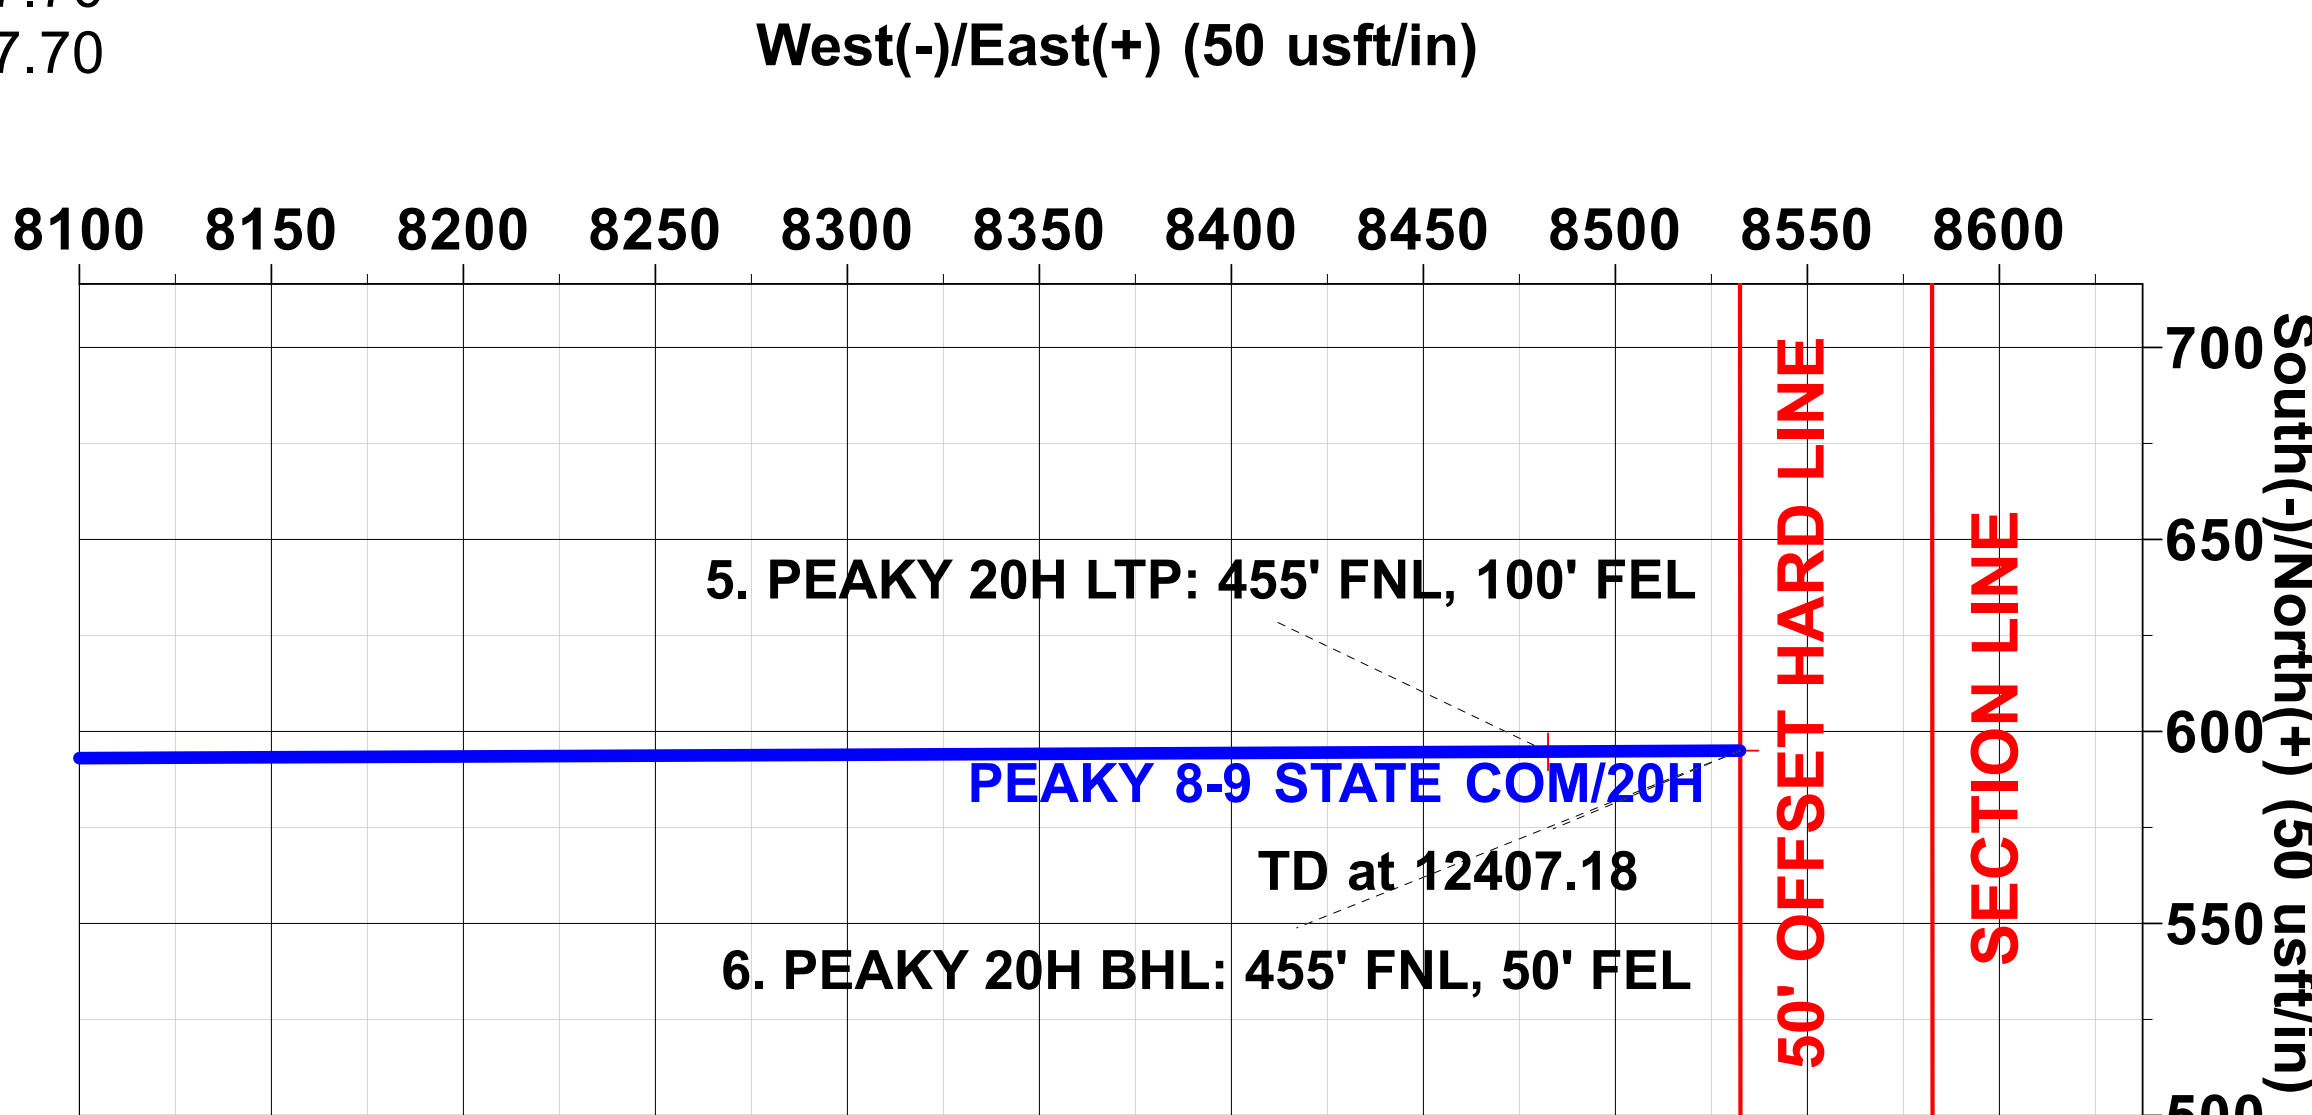 7.70
West(-)/East(+) (50 usft/in)
8100 8150 8200 8250 8300 8350 8400 8450 8500 8550 8600
700
650
600
550
500
South(-)/North(+) (50 usft/in)
50' OFFSET HARD LINE
SECTION LINE
5. PEAKY 20H LTP: 455' FNL, 100' FEL
PEAKY 8-9 STATE COM/20H
TD at 12407.18
6. PEAKY 20H BHL: 455' FNL, 50' FEL